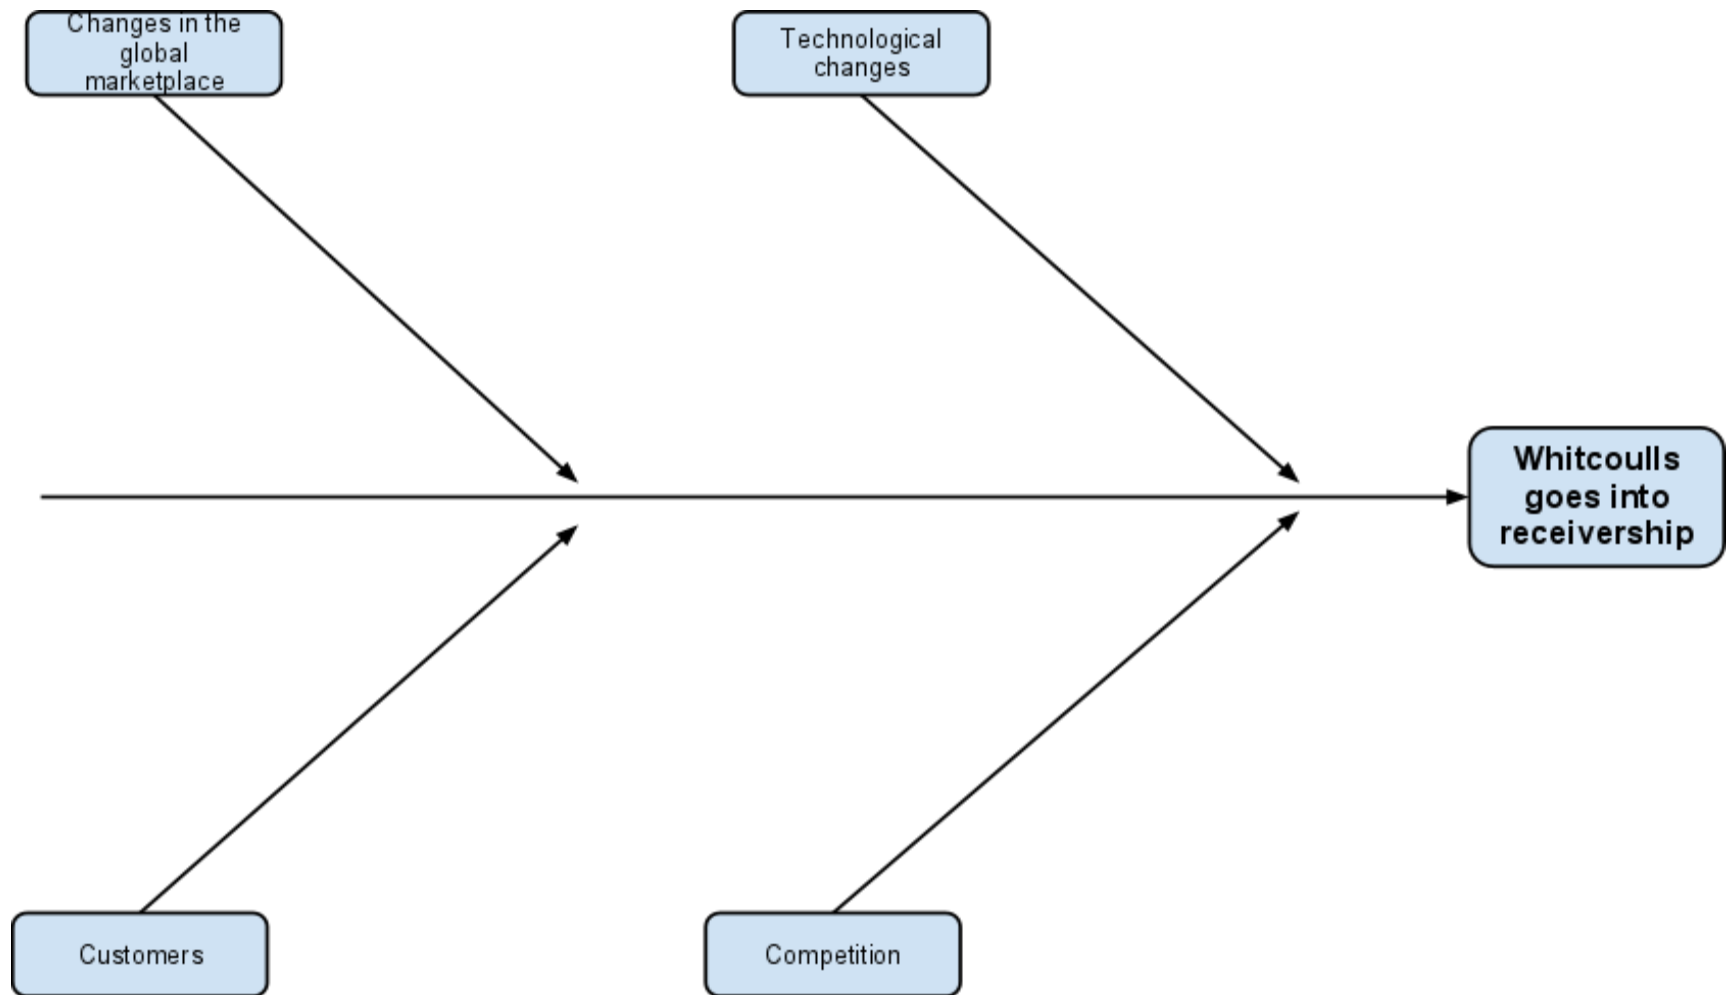 Changes in the
global
marketplace
Technological
changes
Whitcoulls
goes into
receivership
Customers
Competition